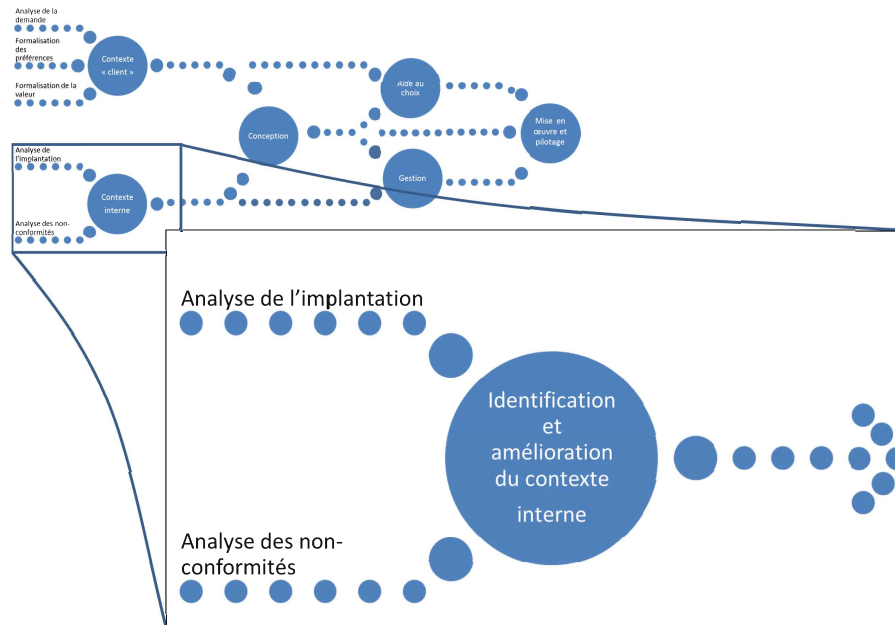 Analyse de la
demande
Formalisation
des
préférences
Formalisation de la
valeur
Contexte
« client »
Analyse de
l'implantation
Analyse des non-
conformités
Contexte
interne
Conception
Aide au
choix
Gestion
Mise en
œuvre et
pilotage
Analyse de l'implantation
Analyse des non-
conformités
Identification
et
amélioration
du contexte
interne